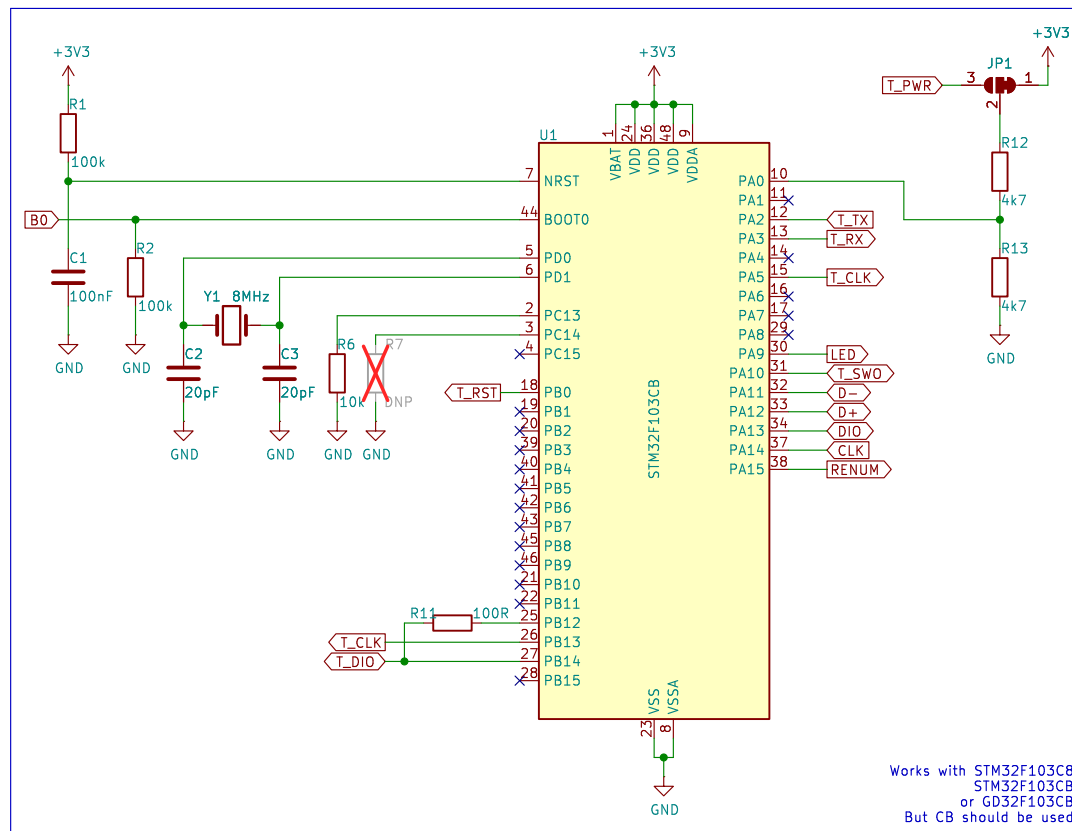 +3V3
R1
100k
B0
C1
100nF
GND
R2
100k
GND
Y1 8MHz
C2
20pF
GND
C3
20pF
GND
R6
10k
GND
R7
DNP
GND
T_RST
R11 100R
T_CLK
T_DIO
+3V3
U1
1 24 36 48 9
VBAT VDD VDD VDD VDDA
7 NRST
44 BOOT0
5 PD0
6 PD1
2 PC13
3 PC14
4 PC15
18 PB0
19 PB1
20 PB2
39 PB3
40 PB4
41 PB5
42 PB6
43 PB7
45 PB8
46 PB9
21 PB10
22 PB11
25 PB12
26 PB13
27 PB14
28 PB15
STM32F103CB
VSS VSSA
23 8
GND
PA0 10
PA1 11
PA2 12 T_TX
PA3 13 T_RX
PA4 14
PA5 15 T_CLK
PA6 16
PA7 17
PA8 29
PA9 30 LED
PA10 31 T_SWO
PA11 32 D-
PA12 33 D+
PA13 34 DIO
PA14 37 CLK
PA15 38 RENUM
+3V3
JP1
T_PWR 3 1
2
R12
4k7
R13
4k7
GND
Works with STM32F103C8
STM32F103CB
or GD32F103CB
But CB should be used